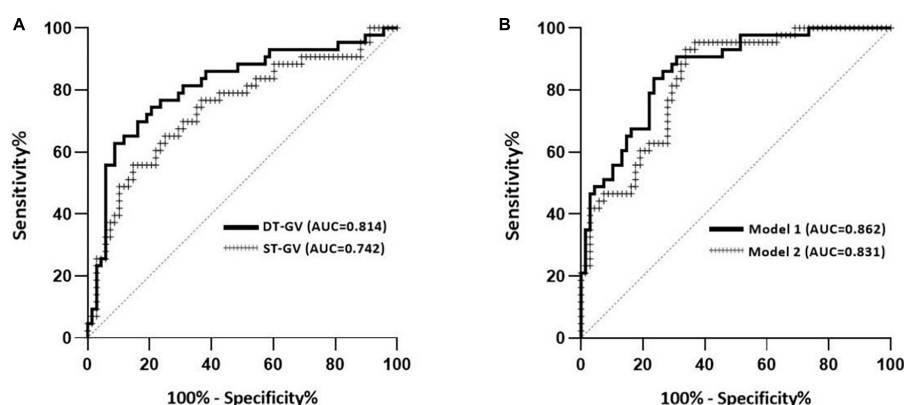 A
100
80
60
40
20
0
Sensitivity%
DT-GV (AUC=0.814)
ST-GV (AUC=0.742)
0 20 40 60 80 100
100% - Specificity%
B
100
80
60
40
20
0
Sensitivity%
Model 1 (AUC=0.862)
Model 2 (AUC=0.831)
0 20 40 60 80 100
100% - Specificity%